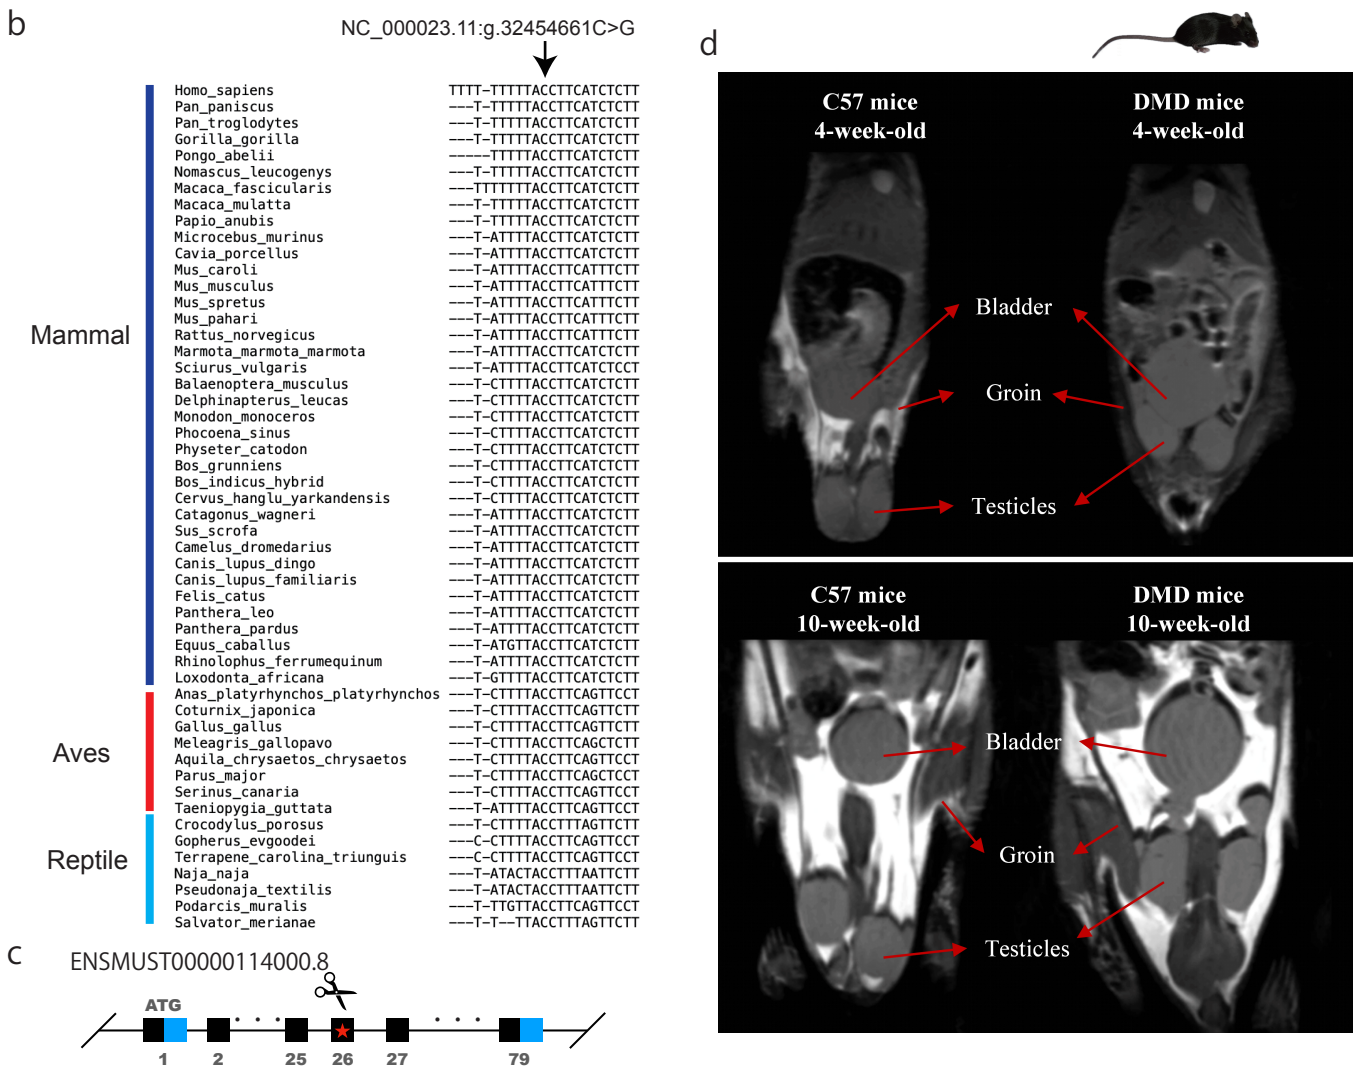 b
NC_000023.11:g.32454661C>G
Homo_sapiens TTTT-TTTTTACCTTCATCTCTT
Pan_paniscus ---T-TTTTTACCTTCATCTCTT
Pan_troglodytes ---T-TTTTTACCTTCATCTCTT
Gorilla_gorilla ---T-TTTTTACCTTCATCTCTT
Pongo_abelii -----TTTTTACCTTCATCTCTT
Nomascus_leucogenys ---T-TTTTTACCTTCATCTCTT
Macaca_fascicularis ---TTTTTTTACCTTCATCTCTT
Macaca_mulatta ---T-TTTTTACCTTCATCTCTT
Papio_anubis ---T-TTTTTACCTTCATCTCTT
Microcebus_murinus ---T-ATTTTACCTTCATCTCTT
Cavia_porcellus ---T-ATTTTACCTTCATCTCTT
Mus_caroli ---T-ATTTTACCTTCATTTCTT
Mus_musculus ---T-ATTTTACCTTCATTTCTT
Mus_spretus ---T-ATTTTACCTTCATTTCTT
Mus_pahari ---T-ATTTTACCTTCATTTCTT
Rattus_norvegicus ---T-ATTTTACCTTCATTTCTT
Marmota_marmota_marmota ---T-ATTTTACCTTCATCTCTT
Sciurus_vulgaris ---T-ATTTTACCTTCATCTCCT
Balaenoptera_musculus ---T-CTTTTACCTTCATCTCTT
Delphinapterus_leucas ---T-CTTTTACCTTCATCTCTT
Monodon_monoceros ---T-CTTTTACCTTCATCTCTT
Phocoena_sinus ---T-CTTTTACCTTCATCTCTT
Physeter_catodon ---T-CTTTTACCTTCATCTCTT
Bos_grunniens ---T-CTTTTACCTTCATCTCTT
Bos_indicus_hybrid ---T-CTTTTACCTTCATCTCTT
Cervus_hanglu_yarkandensis ---T-CTTTTACCTTCATCTCTT
Catagonus_wagneri ---T-ATTTTACCTTCATCTCTT
Sus_scrofa ---T-ATTTTACCTTCATCTCTT
Camelus_dromedarius ---T-ATTTTACCTTCATCTCTT
Canis_lupus_dingo ---T-ATTTTACCTTCATCTCTT
Canis_lupus_familiaris ---T-ATTTTACCTTCATCTCTT
Felis_catus ---T-ATTTTACCTTCATCTCTT
Panthera_leo ---T-ATTTTACCTTCATCTCTT
Panthera_pardus ---T-ATTTTACCTTCATCTCTT
Equus_caballus ---T-ATGTTACCTTCATCTCTT
Rhinolophus_ferrumequinum ---T-ATTTTACCTTCATCTCTT
Loxodonta_africana ---T-GTTTTACCTTCATCTCTT
Anas_platyrhynchos_platyrhynchos ---T-CTTTTACCTTCAGTTCCT
Coturnix_japonica ---T-CTTTTACCTTCAGTTCTT
Gallus_gallus ---T-CTTTTACCTTCAGTTCTT
Meleagris_gallopavo ---T-CTTTTACCTTCAGCTCTT
Aquila_chrysaetos_chrysaetos ---T-CTTTTACCTTCAGTTCCT
Parus_major ---T-CTTTTACCTTCAGCTCCT
Serinus_canaria ---T-CTTTTACCTTCAGTTCCT
Taeniopygia_guttata ---T-ATTTTACCTTCAGTTCCT
Crocodylus_porosus ---T-CTTTTACCTTTAGTTCTT
Gopherus_evgoodei ---C-CTTTTACCTTCAGTTCCT
Terrapene_carolina_triunguis ---C-CTTTTACCTTCAGTTCCT
Naja_naja ---T-ATACTACCTTTAATTCTT
Pseudonaja_textilis ---T-ATACTACCTTTAATTCTT
Podarcis_muralis ---T-TTGTTACCTTCAGTTCCT
Salvator_merianae ---T-T--TTACCTTTAGTTCTT
Mammal
Aves
Reptile
c
ENSMUST00000114000.8
ATG
1 2 25 26 27 79
d
C57 mice
4-week-old
DMD mice
4-week-old
Bladder
Groin
Testicles
C57 mice
10-week-old
DMD mice
10-week-old
Bladder
Groin
Testicles